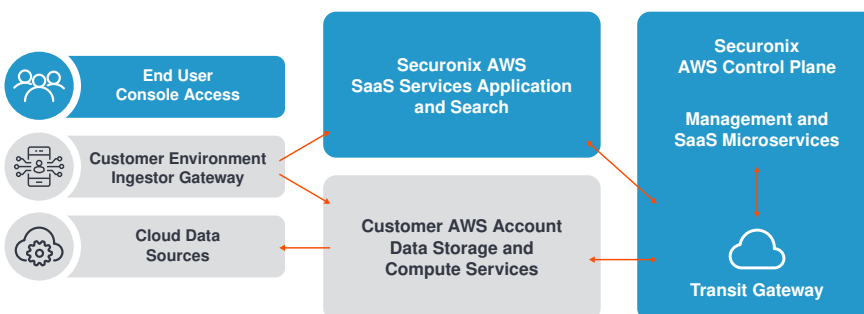 End User
Console Access
Customer Environment
Ingestor Gateway
Cloud Data
Sources
Securonix AWS
SaaS Services Application
and Search
Customer AWS Account
Data Storage and
Compute Services
Securonix
AWS Control Plane
Management and
SaaS Microservices
Transit Gateway